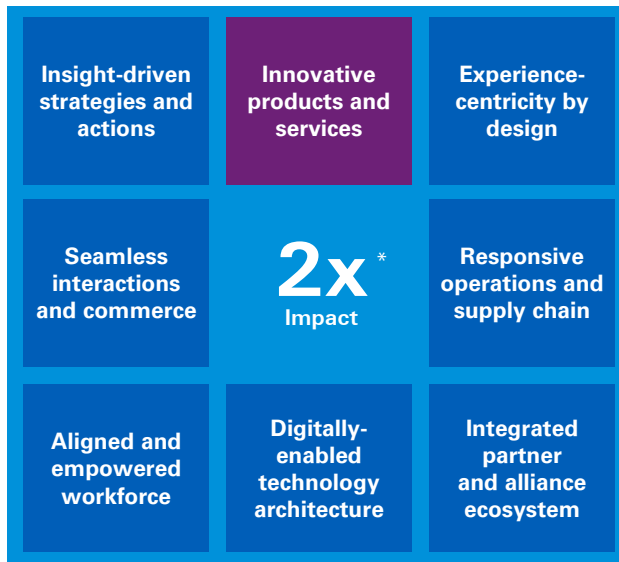 Insight-driven
strategies and
actions
Innovative
products and
services
Experience-
centricity by
design
Seamless
interactions
and commerce
2x*
Impact
Responsive
operations and
supply chain
Aligned and
empowered
workforce
Digitally-
enabled
technology
architecture
Integrated
partner
and alliance
ecosystem